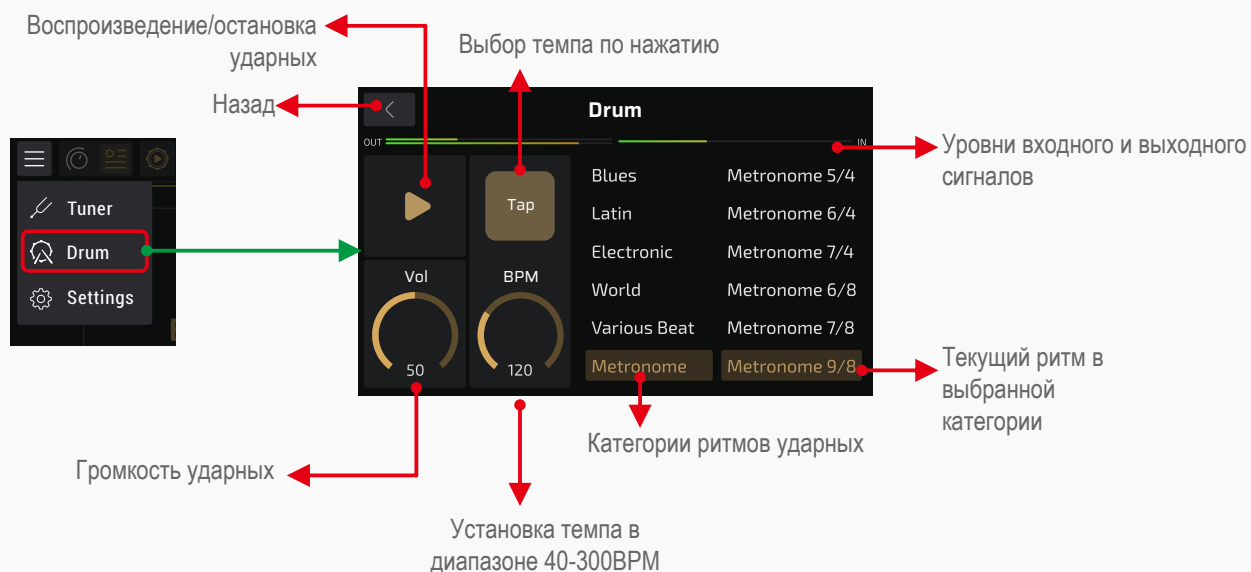 Воспроизведение/остановка
ударных
Выбор темпа по нажатию
Назад
Drum
OUT
IN
Уровни входного и выходного
сигналов
Tuner
Drum
Settings
Tap
Blues
Metronome 5/4
Latin
Metronome 6/4
Electronic
Metronome 7/4
World
Metronome 6/8
Various Beat
Metronome 7/8
Metronome
Metronome 9/8
Vol
BPM
50
120
Текущий ритм в
выбранной
категории
Категории ритмов ударных
Громкость ударных
Установка темпа в
диапазоне 40-300BPM